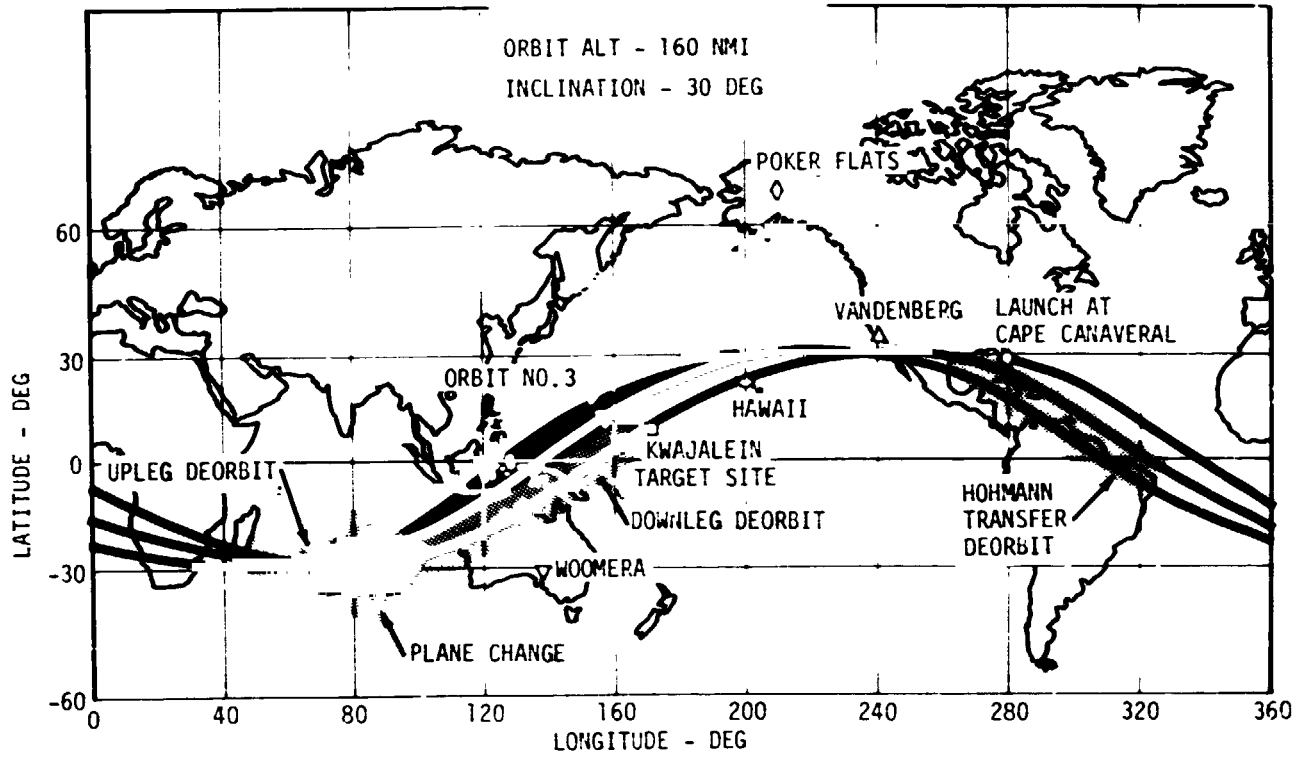 ORBIT ALT - 160 NMI
INCLINATION - 30 DEG
POKER FLATS
60
VANDENBERG
LAUNCH AT
CAPE CANAVERAL
30
ORBIT NO.3
HAWAII
KWAJALEIN
TARGET SITE
0
UPLEG DEORBIT
DOWNLEG DEORBIT
HOHMANN
TRANSFER
DEORBIT
LATITUDE - DEG
-30
WOOMERA
PLANE CHANGE
-60
0 40 80 120 160 200 240 280 320 360
LONGITUDE - DEG